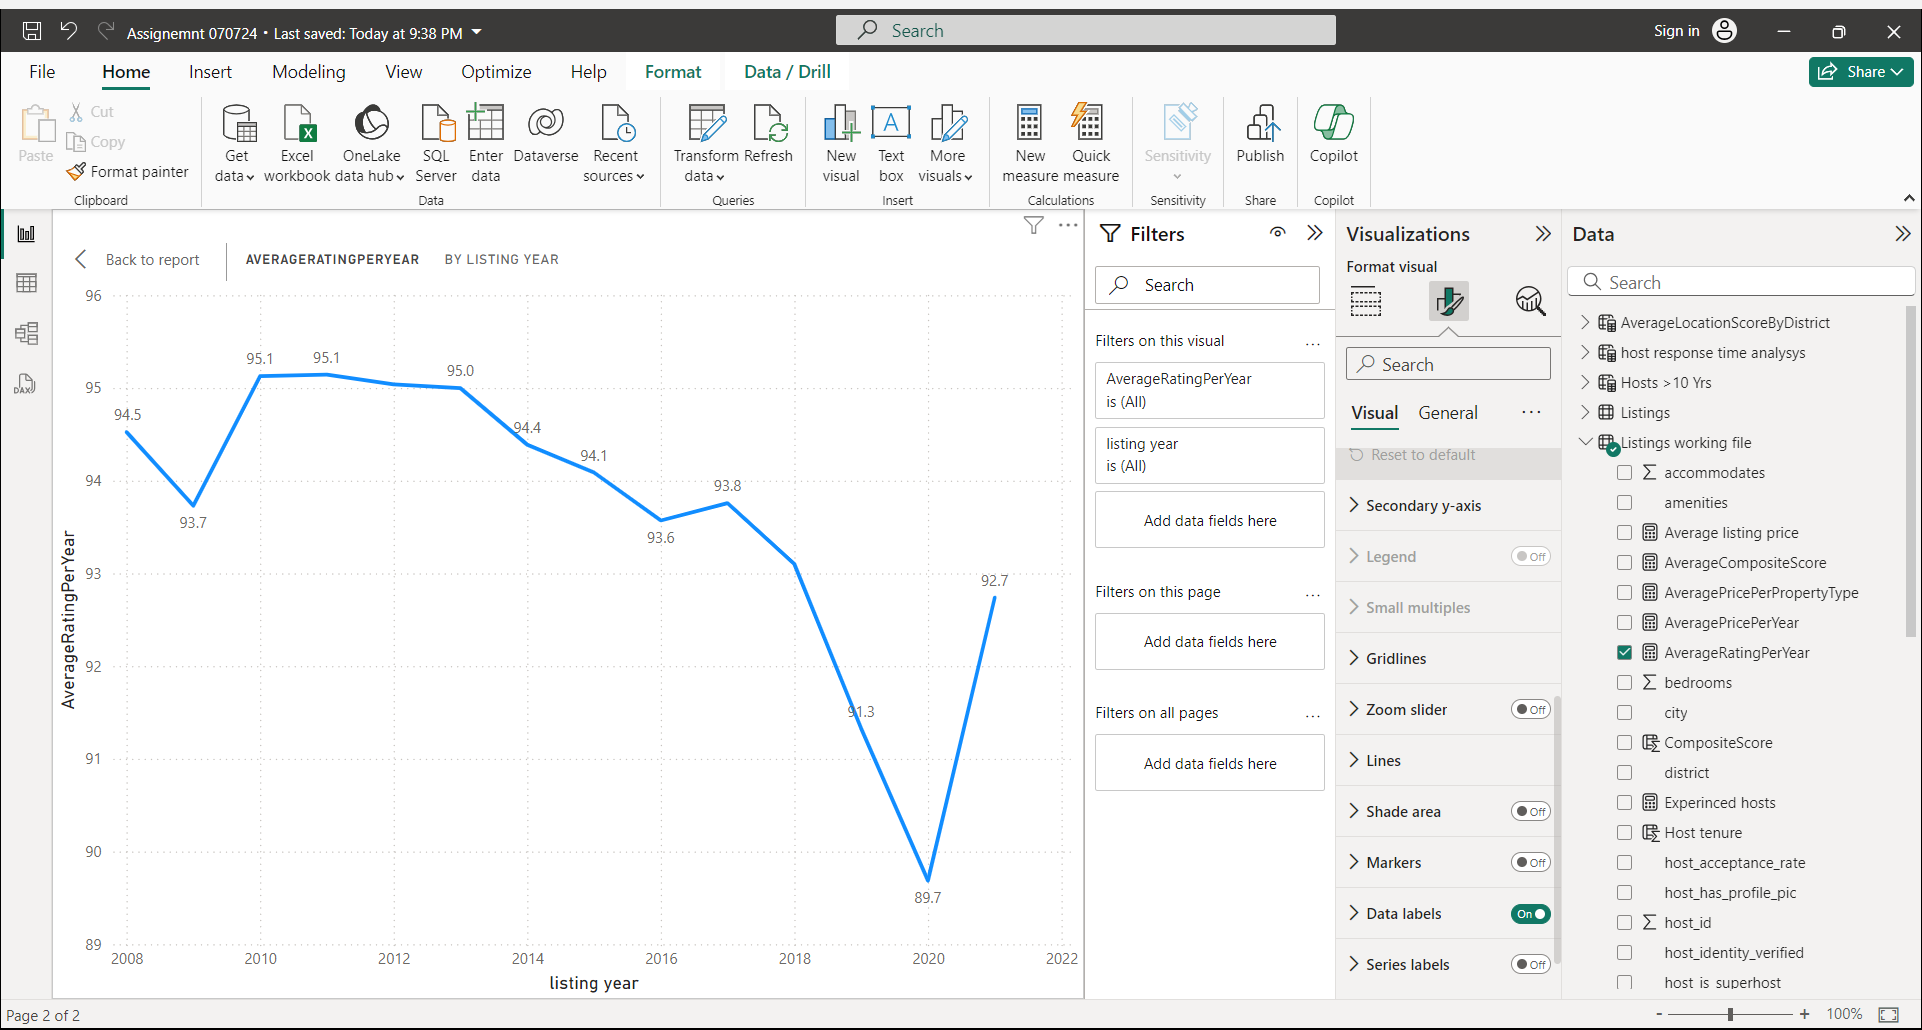 Assignemnt 070724 • Last saved: Today at 9:38 PM
Search
Sign in
File Home Insert Modeling View Optimize Help Format Data / Drill
Share
Paste
Cut
Copy
Format painter
Clipboard
Get data
Excel workbook
OneLake data hub
SQL Server
Enter data
Dataverse
Recent sources
Data
Transform data
Refresh
Queries
New visual
Text box
More visuals
Insert
New measure
Quick measure
Calculations
Sensitivity
Sensitivity
Publish
Share
Copilot
Copilot
DAX
Back to report
AVERAGERATINGPERYEAR BY LISTING YEAR
AverageRatingPerYear
96
95
94
93
92
91
90
89
94.5
93.7
95.1
95.1
95.0
94.4
94.1
93.6
93.8
91.3
89.7
92.7
2008 2010 2012 2014 2016 2018 2020 2022
listing year
Filters
Search
Filters on this visual ...
AverageRatingPerYear
is (All)
listing year
is (All)
Add data fields here
Filters on this page ...
Add data fields here
Filters on all pages ...
Add data fields here
Visualizations
Format visual
Search
Visual General ...
Reset to default
Secondary y-axis
Legend Off
Small multiples
Gridlines
Zoom slider Off
Lines
Shade area Off
Markers Off
Data labels On
Series labels Off
Data
Search
AverageLocationScoreByDistrict
host response time analysys
Hosts >10 Yrs
Listings
Listings working file
accommodates
amenities
Average listing price
AverageCompositeScore
AveragePricePerPropertyType
AveragePricePerYear
AverageRatingPerYear
bedrooms
city
CompositeScore
district
Experinced hosts
Host tenure
host_acceptance_rate
host_has_profile_pic
host_id
host_identity_verified
host_is_superhost
Page 2 of 2
- + 100%